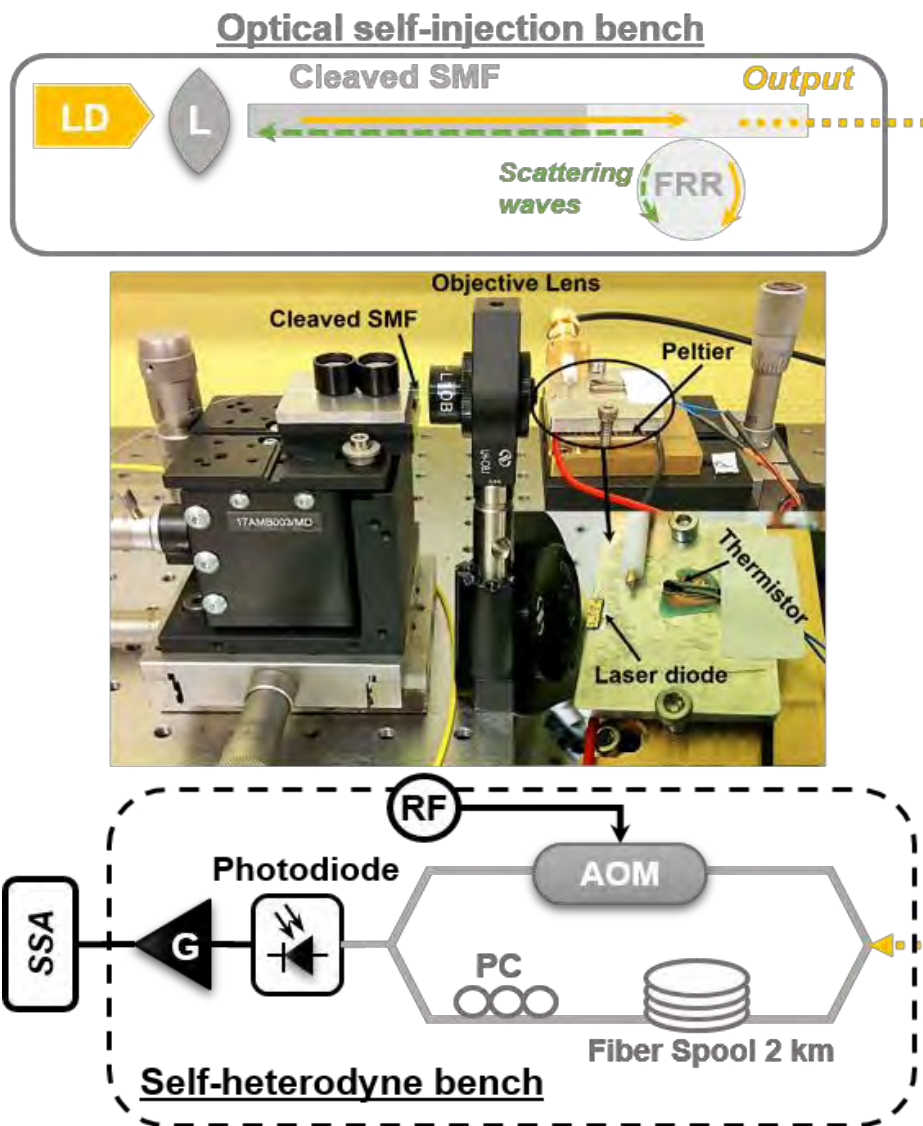 Optical self-injection bench
Cleaved SMF
Output
LD
L
Scattering
waves
FRR
Objective Lens
Cleaved SMF
Peltier
L10B
17AMB003/MD
Thermistor
Laser diode
RF
Photodiode
AOM
SSA
G
PC
Fiber Spool 2 km
Self-heterodyne bench